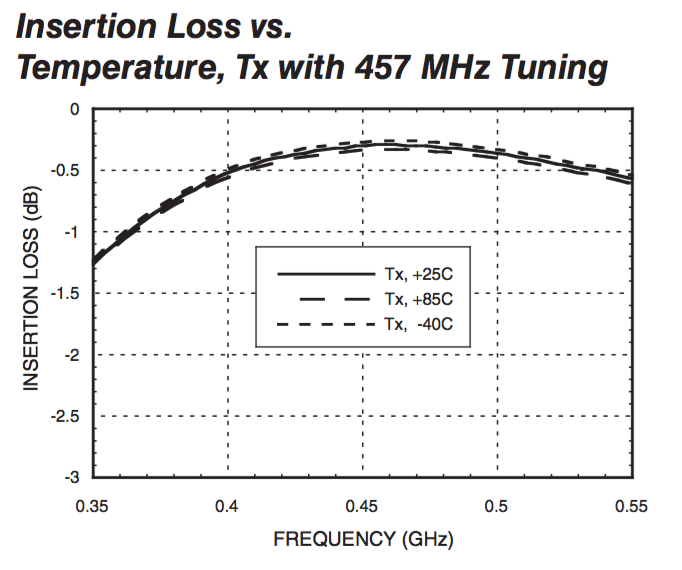 Insertion Loss vs.
Temperature, Tx with 457 MHz Tuning
INSERTION LOSS (dB)
0
-0.5
-1
-1.5
-2
-2.5
-3
Tx, +25C
Tx, +85C
Tx, -40C
0.35 0.4 0.45 0.5 0.55
FREQUENCY (GHz)